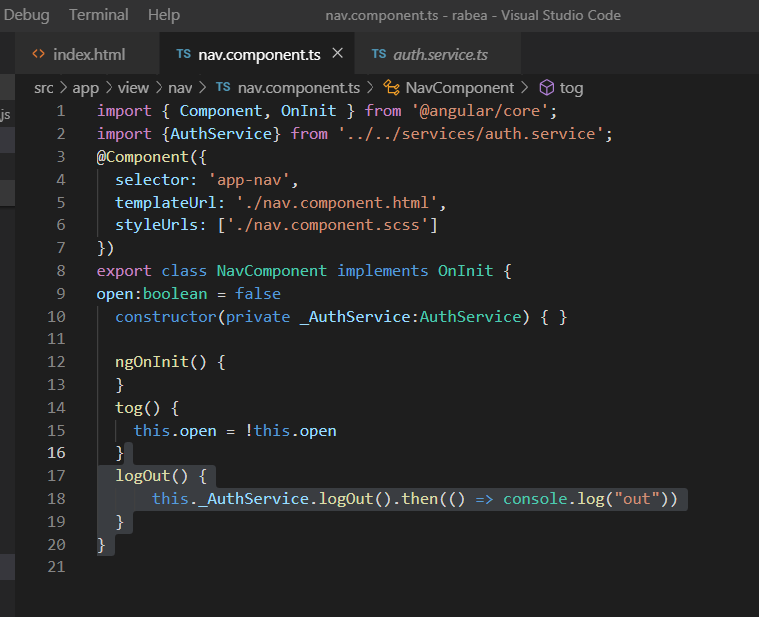 Debug Terminal Help nav.component.ts - rabea - Visual Studio Code
index.html TS nav.component.ts × TS auth.service.ts
src > app > view > nav > TS nav.component.ts > NavComponent > tog
js
1 import { Component, OnInit } from '@angular/core';
2 import {AuthService} from '../../services/auth.service';
3 @Component({
4 selector: 'app-nav',
5 templateUrl: './nav.component.html',
6 styleUrls: ['./nav.component.scss']
7 })
8 export class NavComponent implements OnInit {
9 open:boolean = false
10 constructor(private _AuthService:AuthService) { }
11
12 ngOnInit() {
13 }
14 tog() {
15 this.open = !this.open
16 }
17 logOut() {
18 this._AuthService.logOut().then(() => console.log("out"))
19 }
20 }
21